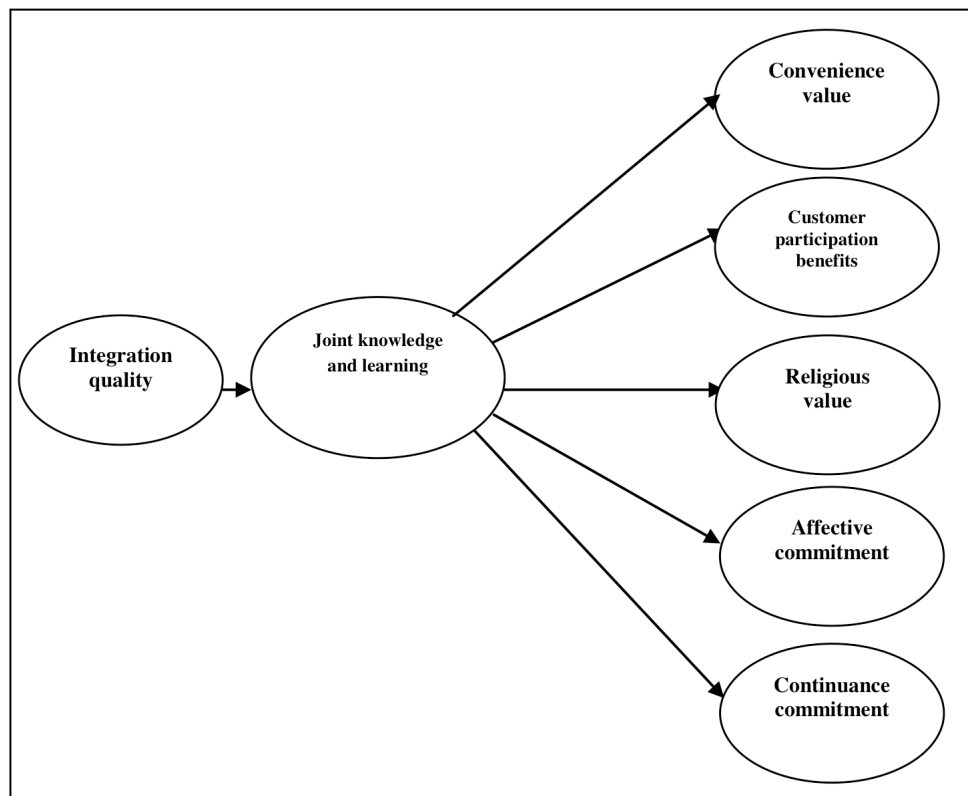 Convenience
value
Customer
participation
benefits
Joint knowledge
and learning
Integration
quality
Religious
value
Affective
commitment
Continuance
commitment